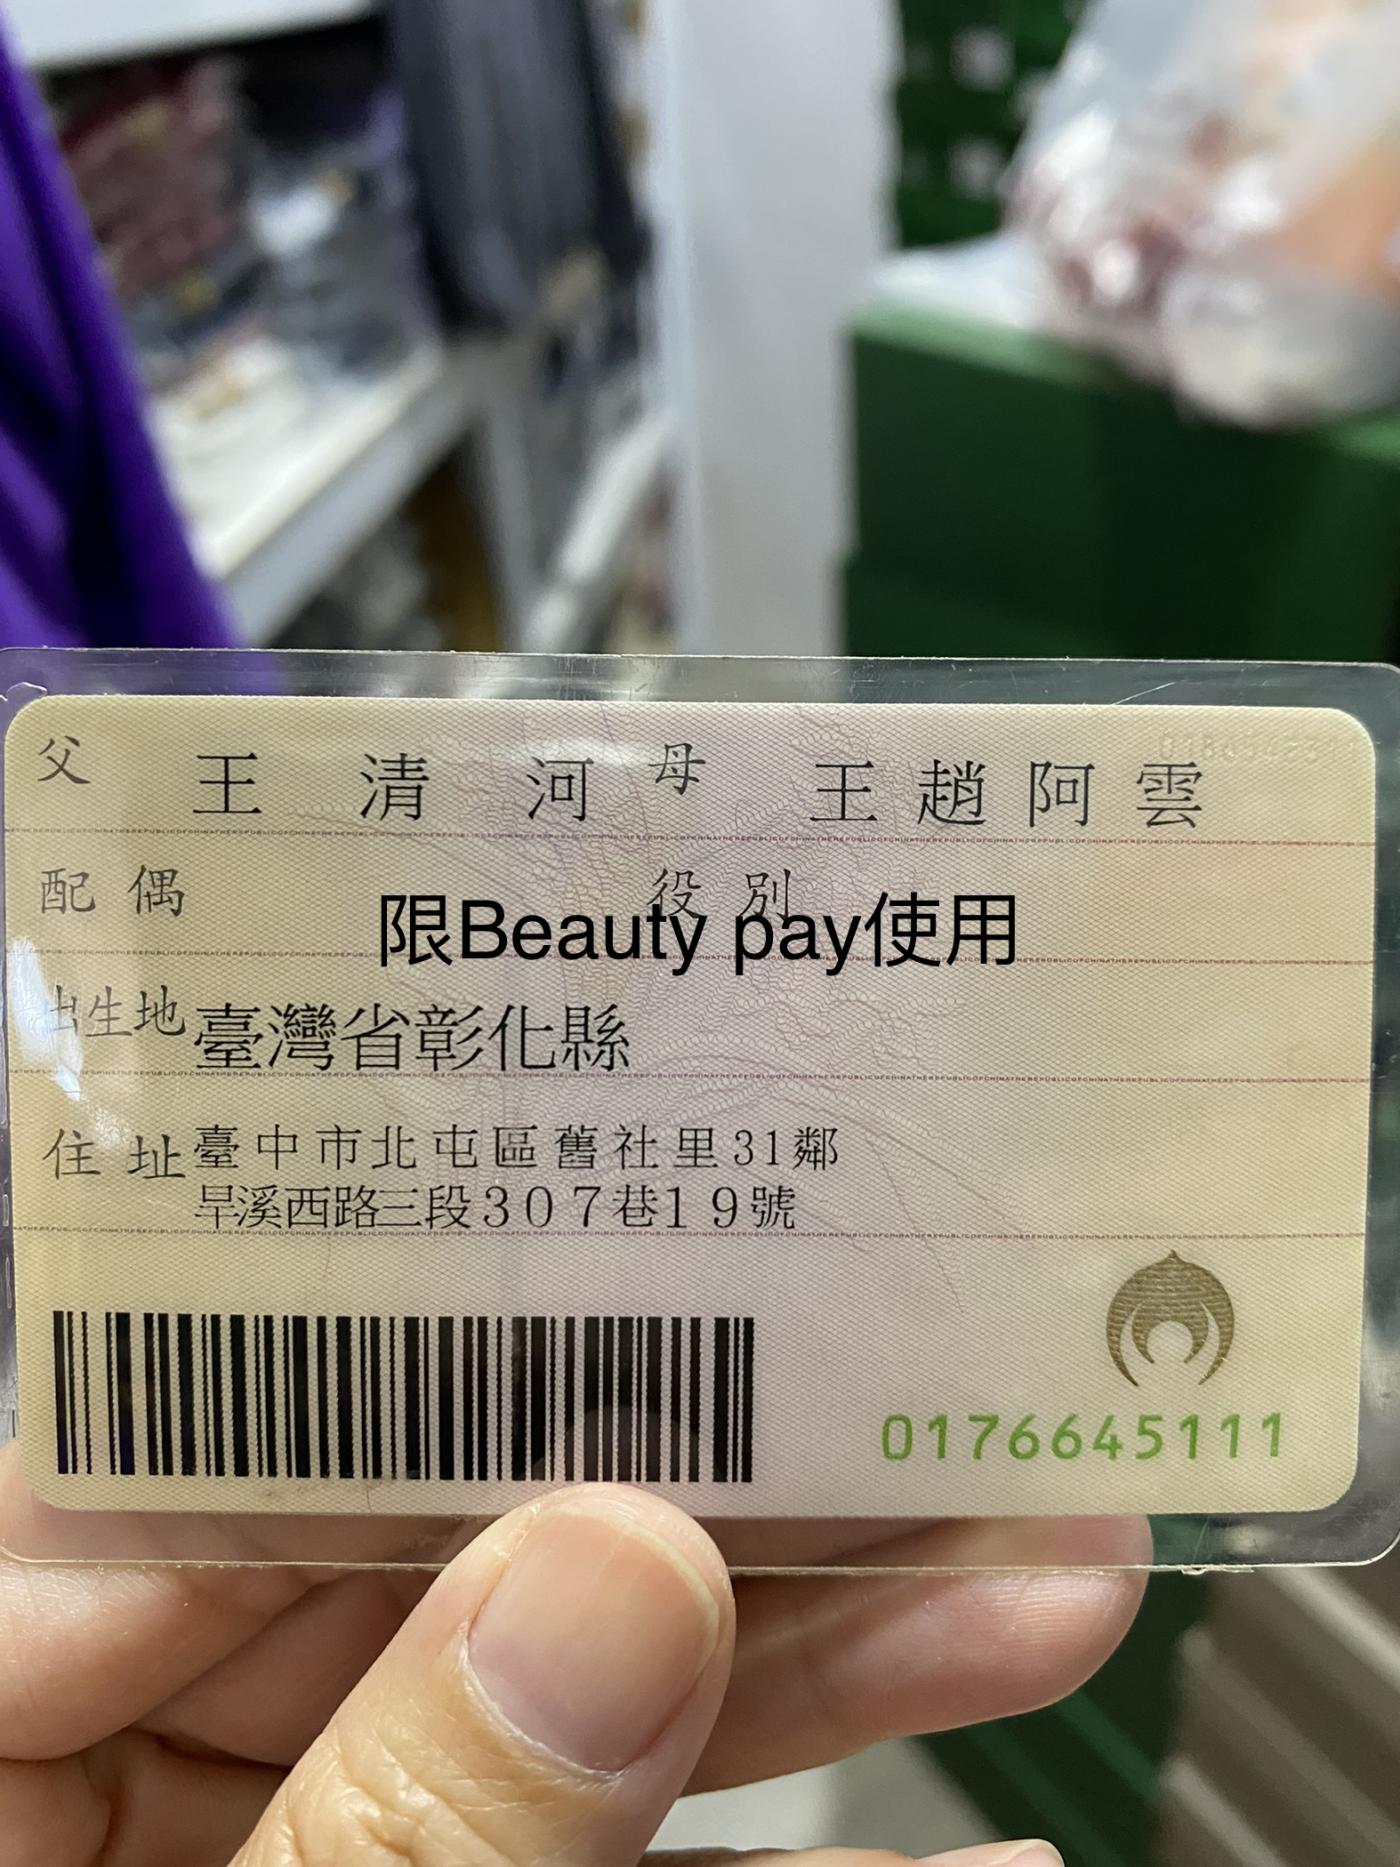 父 王清河 母 王趙阿雲
配偶 役別
限Beauty pay使用
出生地 臺灣省彰化縣
住址 臺中市北屯區舊社里31鄰
旱溪西路三段307巷19號
0176645111